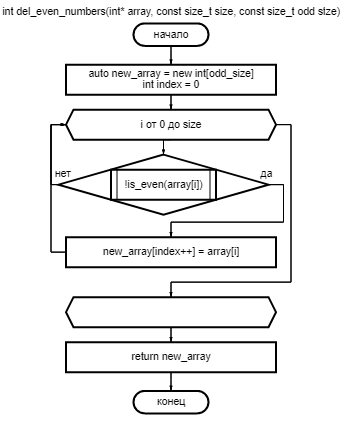 int del_even_numbers(int* array, const size_t size, const size_t odd size)
начало
auto new_array = new int[odd_size]
int index = 0
i от 0 до size
нет
да
!is_even(array[i])
new_array[index++] = array[i]
return new_array
конец